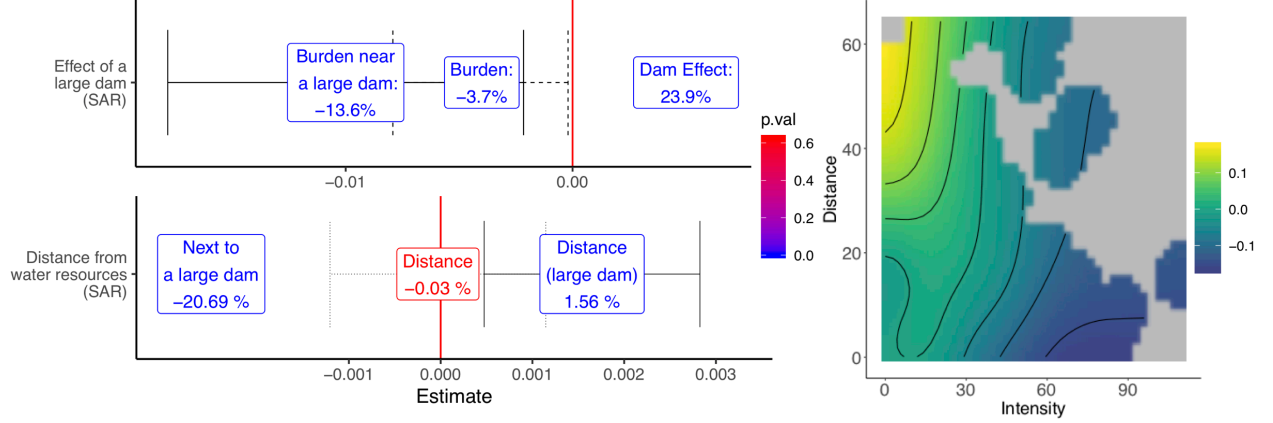 Effect of a
large dam
(SAR)
Burden near
a large dam:
−13.6%
Burden:
−3.7%
Dam Effect:
23.9%
−0.01
0.00
Distance from
water resources
(SAR)
Next to
a large dam
−20.69 %
Distance
−0.03 %
Distance
(large dam)
1.56 %
−0.001
0.000
0.001
0.002
0.003
Estimate
p.val
0.6
0.4
0.2
0.0
Distance
60
40
20
0
0
30
60
90
Intensity
0.1
0.0
−0.1